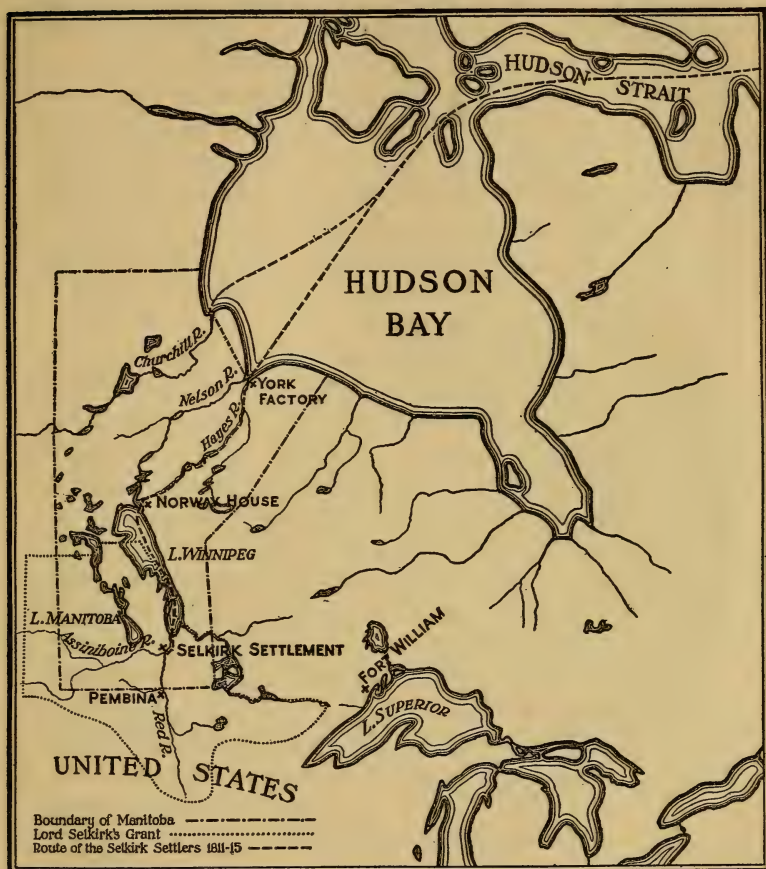 HUDSON
STRAIT
HUDSON
BAY
Churchill R.
Nelson R.
YORK
FACTORY
Hayes R.
NORWAY HOUSE
L. WINNIPEG
L. MANITOBA
Assiniboine R.
SELKIRK SETTLEMENT
FORT WILLIAM
PEMBINA
Red R.
L. SUPERIOR
UNITED STATES
Boundary of Manitoba
Lord Selkirk's Grant
Route of the Selkirk Settlers 1811-15